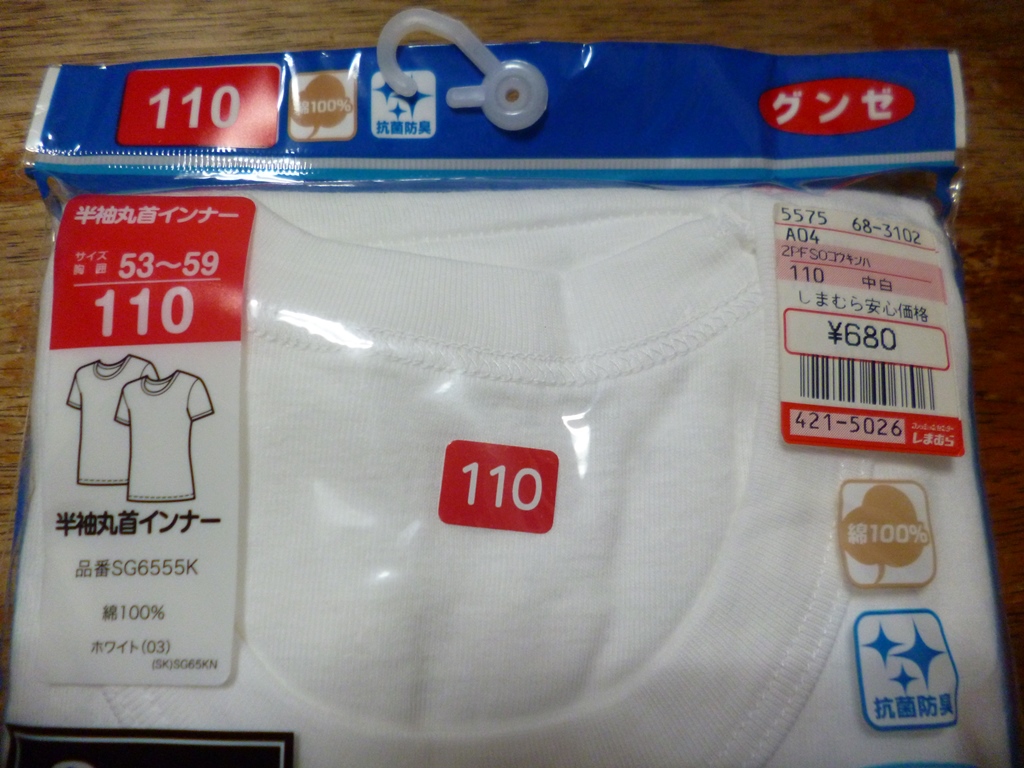 110
綿100%
抗菌防臭
グンゼ
半袖丸首インナー
サイズ
胸囲 53〜59
110
半袖丸首インナー
品番SG6555K
綿100%
ホワイト(03)
(SK)SG65KN
110
5575 68-3102
A04
2PFSOコフキンハ
110 中白
しまむら安心価格
¥680
421-5026
しまむら
綿100%
抗菌防臭